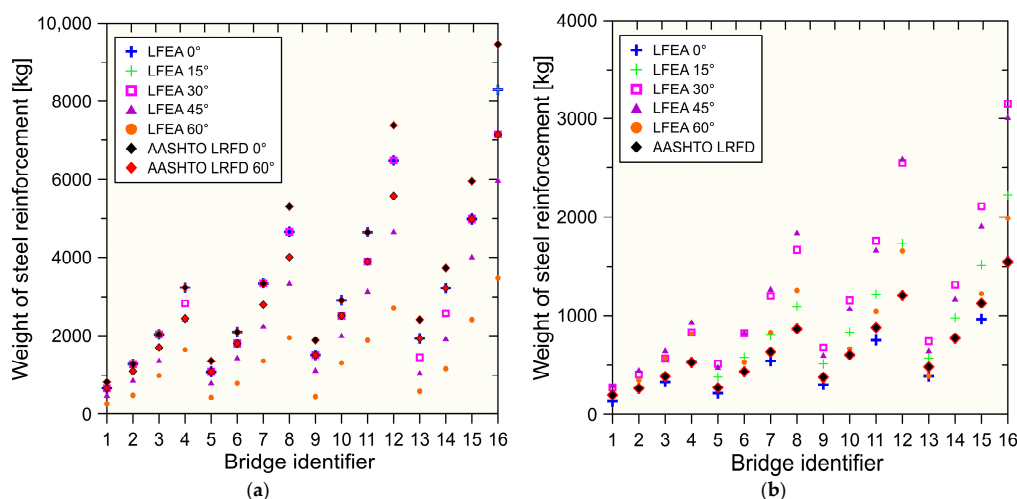 10,000
8000
6000
4000
2000
0
Weight of steel reinforcement [kg]
LFEA 0°
LFEA 15°
LFEA 30°
LFEA 45°
LFEA 60°
ΛΛSHTO LRFD 0°
AASHTO LRFD 60°
1 2 3 4 5 6 7 8 9 10 11 12 13 14 15 16
Bridge identifier
(a)
4000
3000
2000
1000
0
Weight of steel reinforcement [kg]
LFEA 0°
LFEA 15°
LFEA 30°
LFEA 45°
LFEA 60°
AASHTO LRFD
1 2 3 4 5 6 7 8 9 10 11 12 13 14 15 16
Bridge identifier
(b)